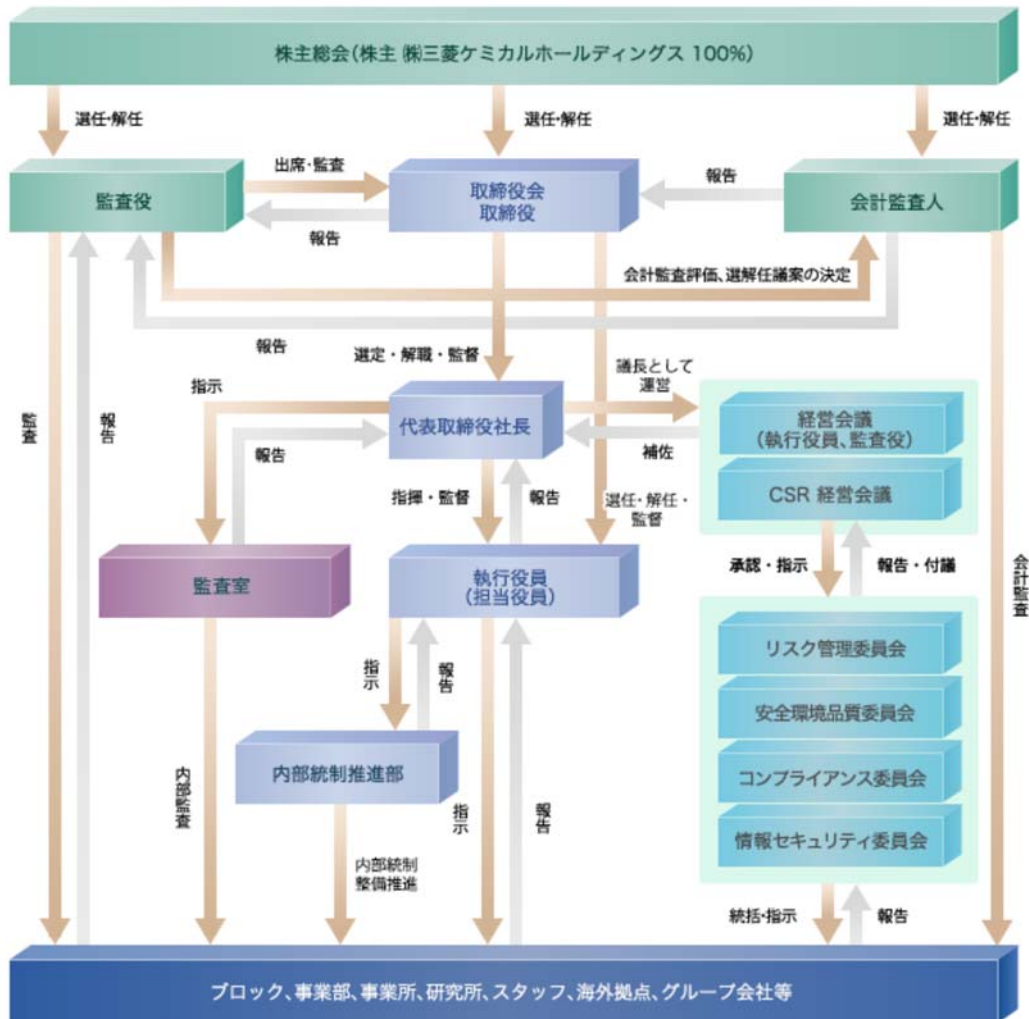 株主総会(株主 ㈱三菱ケミカルホールディングス 100%)
選任・解任
選任・解任
選任・解任
監査役
出席・監査
報告
取締役会
取締役
報告
会計監査人
会計監査評価、選解任議案の決定
報告
選定・解職・監督
監査
報告
指示
報告
代表取締役社長
議長として
運営
補佐
経営会議
(執行役員、監査役)
CSR 経営会議
指揮・監督
報告
選任・解任・
監督
監査室
執行役員
(担当役員)
承認・指示
報告・付議
会計監査
リスク管理委員会
安全環境品質委員会
コンプライアンス委員会
情報セキュリティ委員会
指示
報告
内部統制推進部
内部監査
指示
報告
内部統制
整備推進
統括・指示
報告
ブロック、事業部、事業所、研究所、スタッフ、海外拠点、グループ会社等